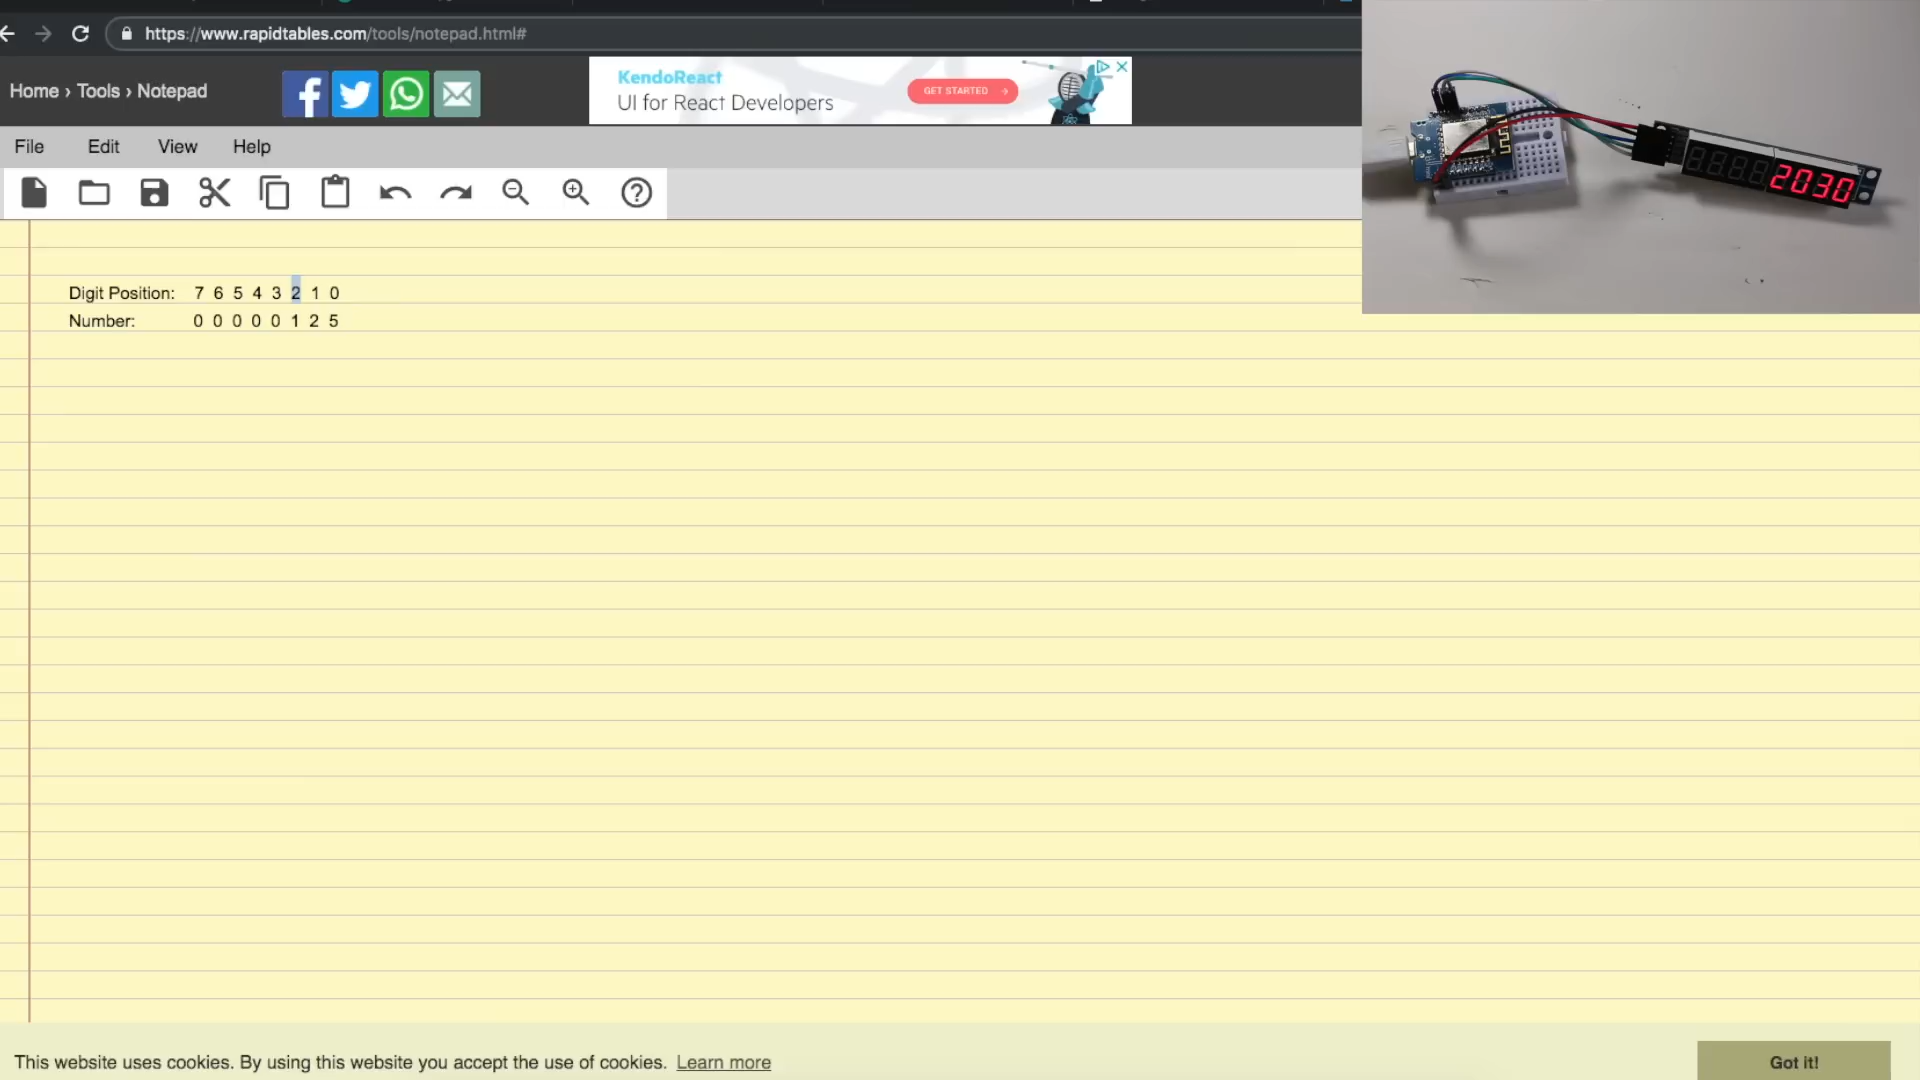 https://www.rapidtables.com/tools/notepad.html#
Home › Tools › Notepad
KendoReact
UI for React Developers
GET STARTED
File Edit View Help
Digit Position: 7 6 5 4 3 2 1 0
Number: 0 0 0 0 0 1 2 5
2030
This website uses cookies. By using this website you accept the use of cookies. Learn more
Got it!